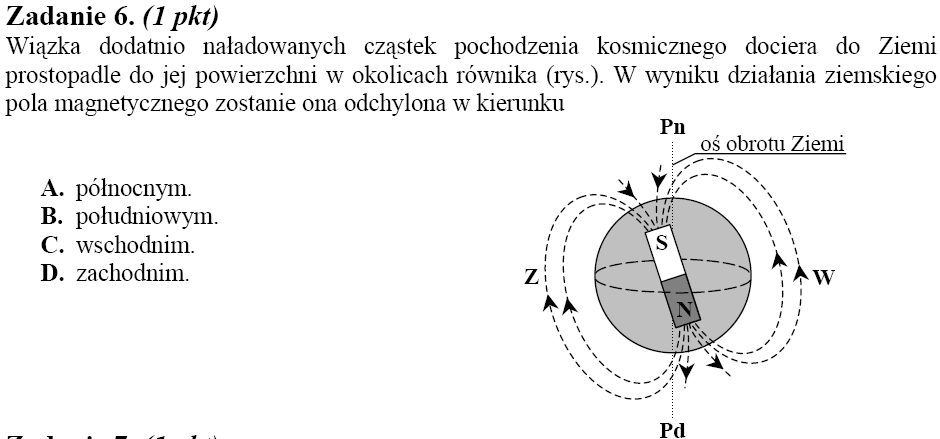 Zadanie 6. (1 pkt)
Wiązka dodatnio naładowanych cząstek pochodzenia kosmicznego dociera do Ziemi
prostopadle do jej powierzchni w okolicach równika (rys.). W wyniku działania ziemskiego
pola magnetycznego zostanie ona odchylona w kierunku
A. północnym.
B. południowym.
C. wschodnim.
D. zachodnim.
Pn
oś obrotu Ziemi
S
Z
W
N
Pd